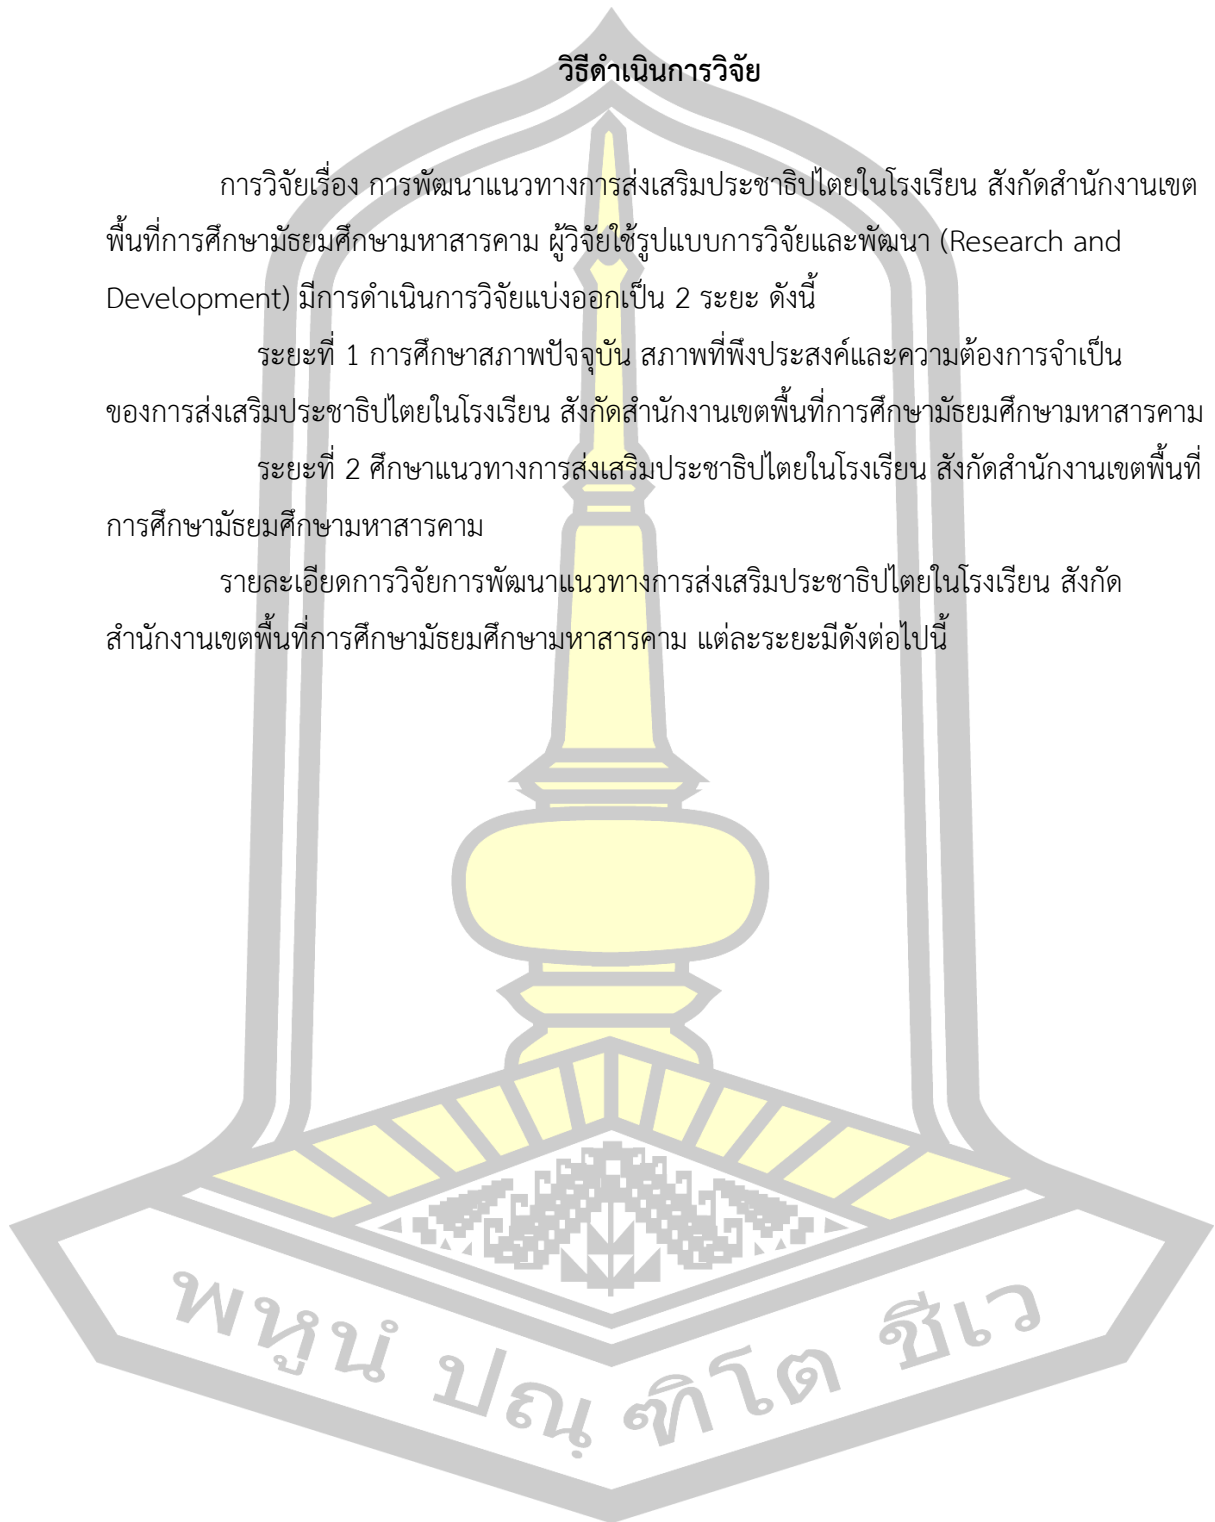 วิธีดำเนินการวิจัย
การวิจัยเรื่อง การพัฒนาแนวทางการส่งเสริมประชาธิปไตยในโรงเรียน สังกัดสำนักงานเขต
พื้นที่การศึกษามัธยมศึกษามหาสารคาม ผู้วิจัยใช้รูปแบบการวิจัยและพัฒนา (Research and
Development) มีการดำเนินการวิจัยแบ่งออกเป็น 2 ระยะ ดังนี้
ระยะที่ 1 การศึกษาสภาพปัจจุบัน สภาพที่พึงประสงค์และความต้องการจำเป็น
ของการส่งเสริมประชาธิปไตยในโรงเรียน สังกัดสำนักงานเขตพื้นที่การศึกษามัธยมศึกษามหาสารคาม
ระยะที่ 2 ศึกษาแนวทางการส่งเสริมประชาธิปไตยในโรงเรียน สังกัดสำนักงานเขตพื้นที่
การศึกษามัธยมศึกษามหาสารคาม
รายละเอียดการวิจัยการพัฒนาแนวทางการส่งเสริมประชาธิปไตยในโรงเรียน สังกัด
สำนักงานเขตพื้นที่การศึกษามัธยมศึกษามหาสารคาม แต่ละระยะมีดังต่อไปนี้
พหูนํ ปณฺฑิโต ชีเว